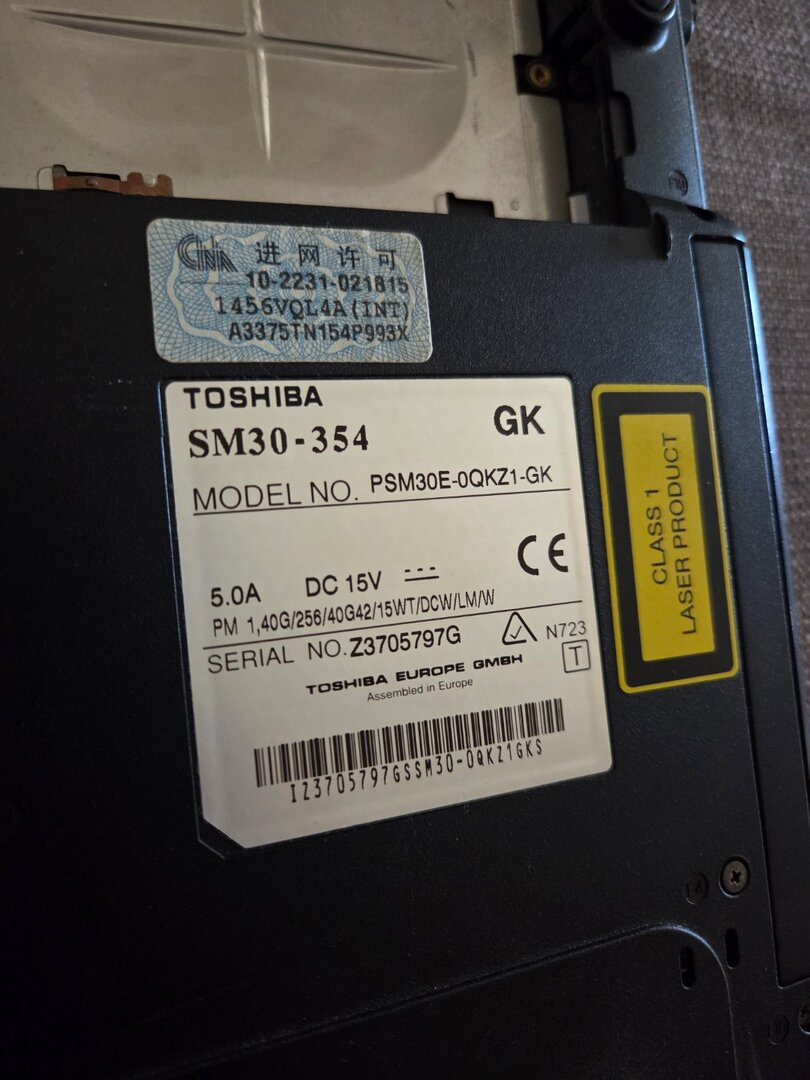 CNA 进网许可
10-2231-021815
1456VQL4A(INT)
A3375TN154P993X
TOSHIBA
GK
SM30-354
MODEL NO. PSM30E-0QKZ1-GK
CE
5.0A DC 15V
PM 1,40G/256/40G42/15WT/DCW/LM/W
SERIAL NO. Z3705797G
N723
T
TOSHIBA EUROPE GMBH
Assembled in Europe
IZ3705797GSSM30-0QKZ1GKS
CLASS 1
LASER PRODUCT